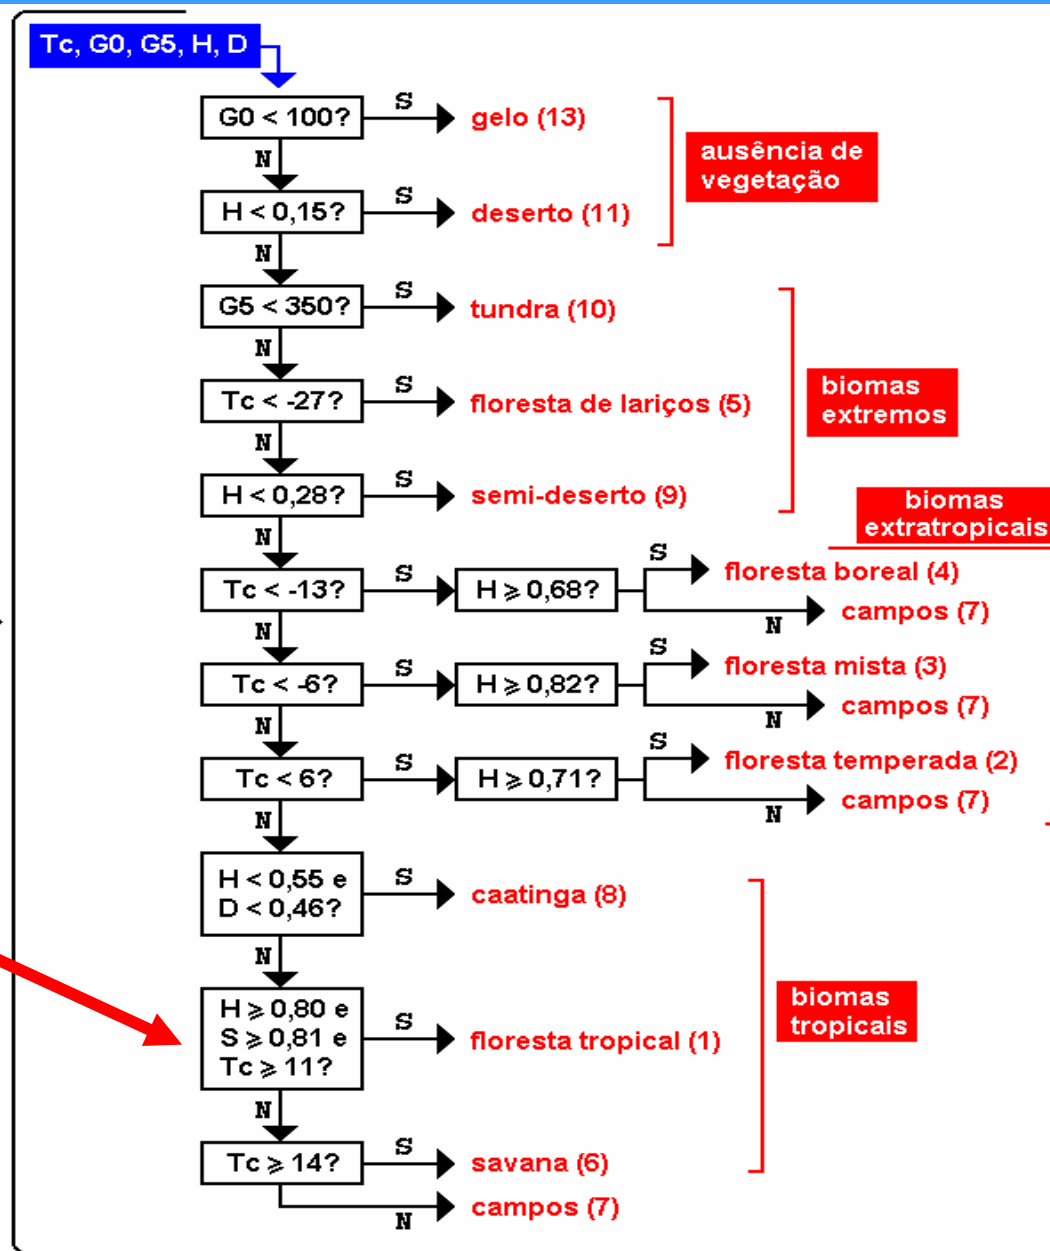 Tc, G0, G5, H, D
G0 < 100?
S
gelo (13)
N
ausência de
vegetação
H < 0,15?
S
deserto (11)
N
G5 < 350?
S
tundra (10)
N
Tc < -27?
S
floresta de lariços (5)
biomas
extremos
N
H < 0,28?
S
semi-deserto (9)
N
biomas
extratropicais
Tc < -13?
S
H ⩾ 0,68?
S
floresta boreal (4)
N
campos (7)
N
Tc < -6?
S
H ⩾ 0,82?
S
floresta mista (3)
N
campos (7)
N
Tc < 6?
S
H ⩾ 0,71?
S
floresta temperada (2)
N
campos (7)
N
H < 0,55 e
D < 0,46?
S
caatinga (8)
N
H ⩾ 0,80 e
S ⩾ 0,81 e
Tc ⩾ 11?
S
floresta tropical (1)
biomas
tropicais
N
Tc ⩾ 14?
S
savana (6)
N
campos (7)